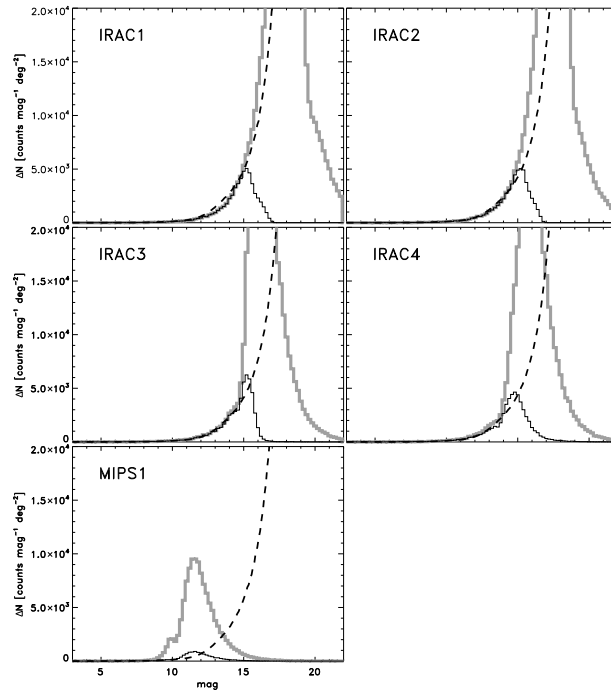 IRAC1
IRAC2
2.0×10⁴
1.5×10⁴
1.0×10⁴
5.0×10³
0
ΔN [counts mag⁻¹ deg⁻²]
IRAC3
IRAC4
2.0×10⁴
1.5×10⁴
1.0×10⁴
5.0×10³
0
ΔN [counts mag⁻¹ deg⁻²]
MIPS1
2.0×10⁴
1.5×10⁴
1.0×10⁴
5.0×10³
0
ΔN [counts mag⁻¹ deg⁻²]
5 10 15 20
mag